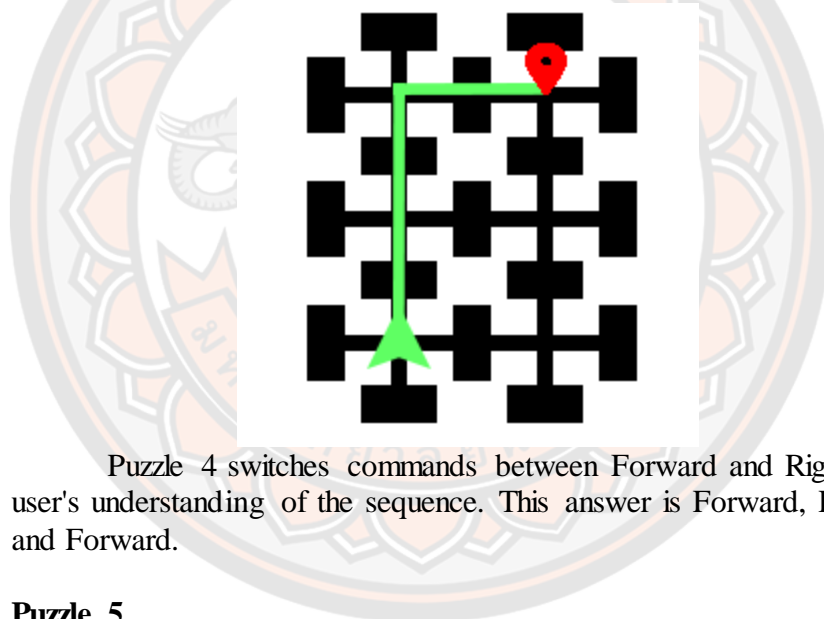 Puzzle 4 switches commands between Forward and Rig
user's understanding of the sequence. This answer is Forward,
and Forward.
Puzzle 5